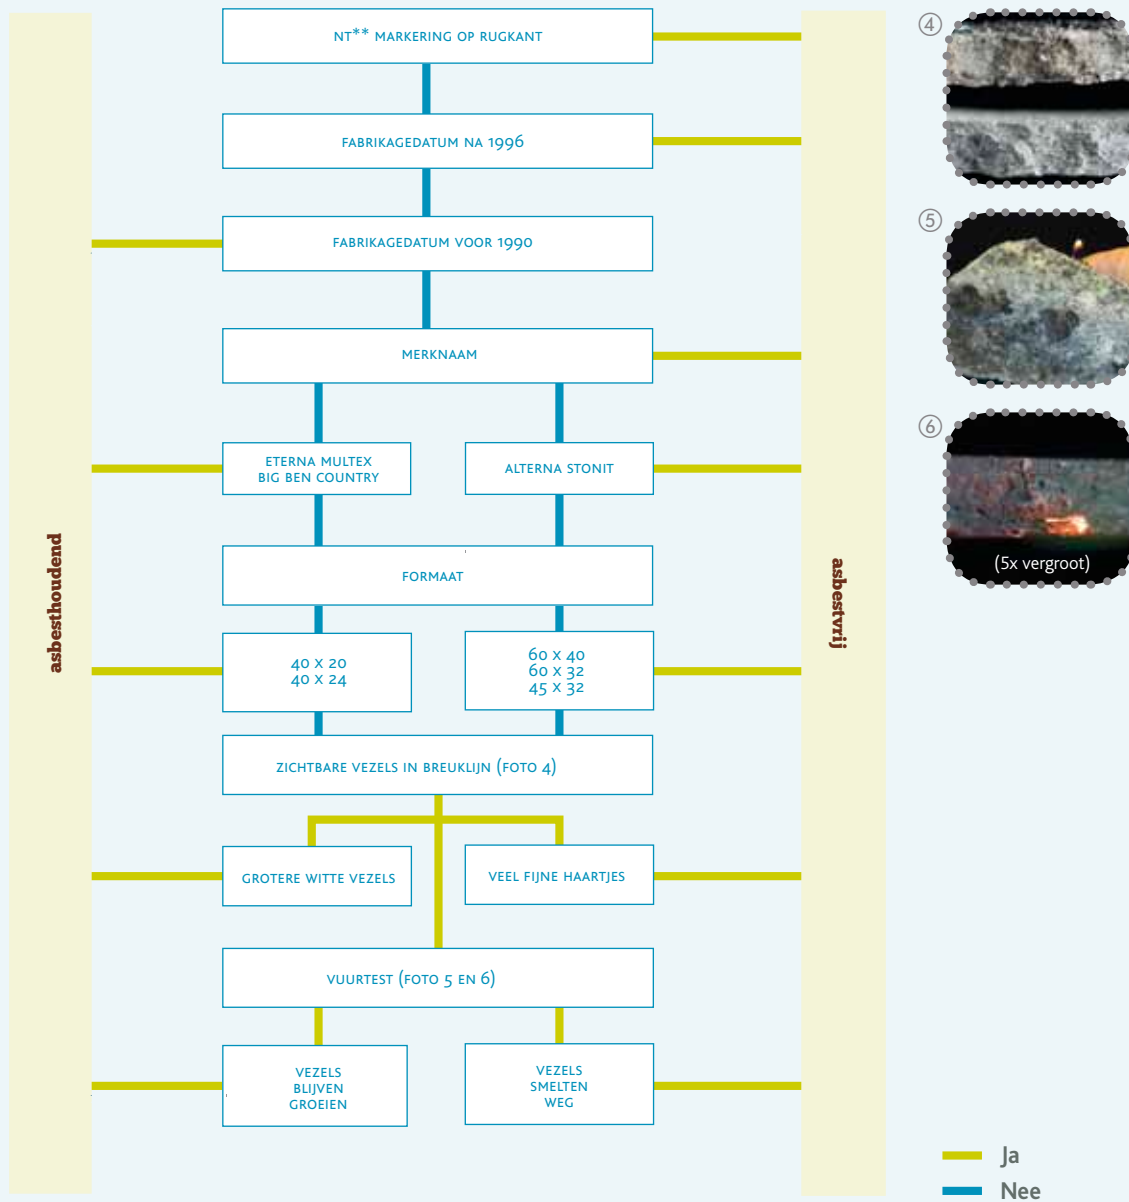 NT** MARKERING OP RUGKANT
FABRIKAGEDATUM NA 1996
FABRIKAGEDATUM VOOR 1990
MERKNAAM
ETERNA MULTEX
BIG BEN COUNTRY
ALTERNA STONIT
FORMAAT
40 X 20
40 X 24
60 X 40
60 X 32
45 X 32
ZICHTBARE VEZELS IN BREUKLIJN (FOTO 4)
GROTERE WITTE VEZELS
VEEL FIJNE HAARTJES
VUURTEST (FOTO 5 EN 6)
VEZELS
BLIJVEN
GROEIEN
VEZELS
SMELTEN
WEG
asbesthoudend
asbestvrij
④
⑤
⑥
(5x vergroot)
Ja
Nee